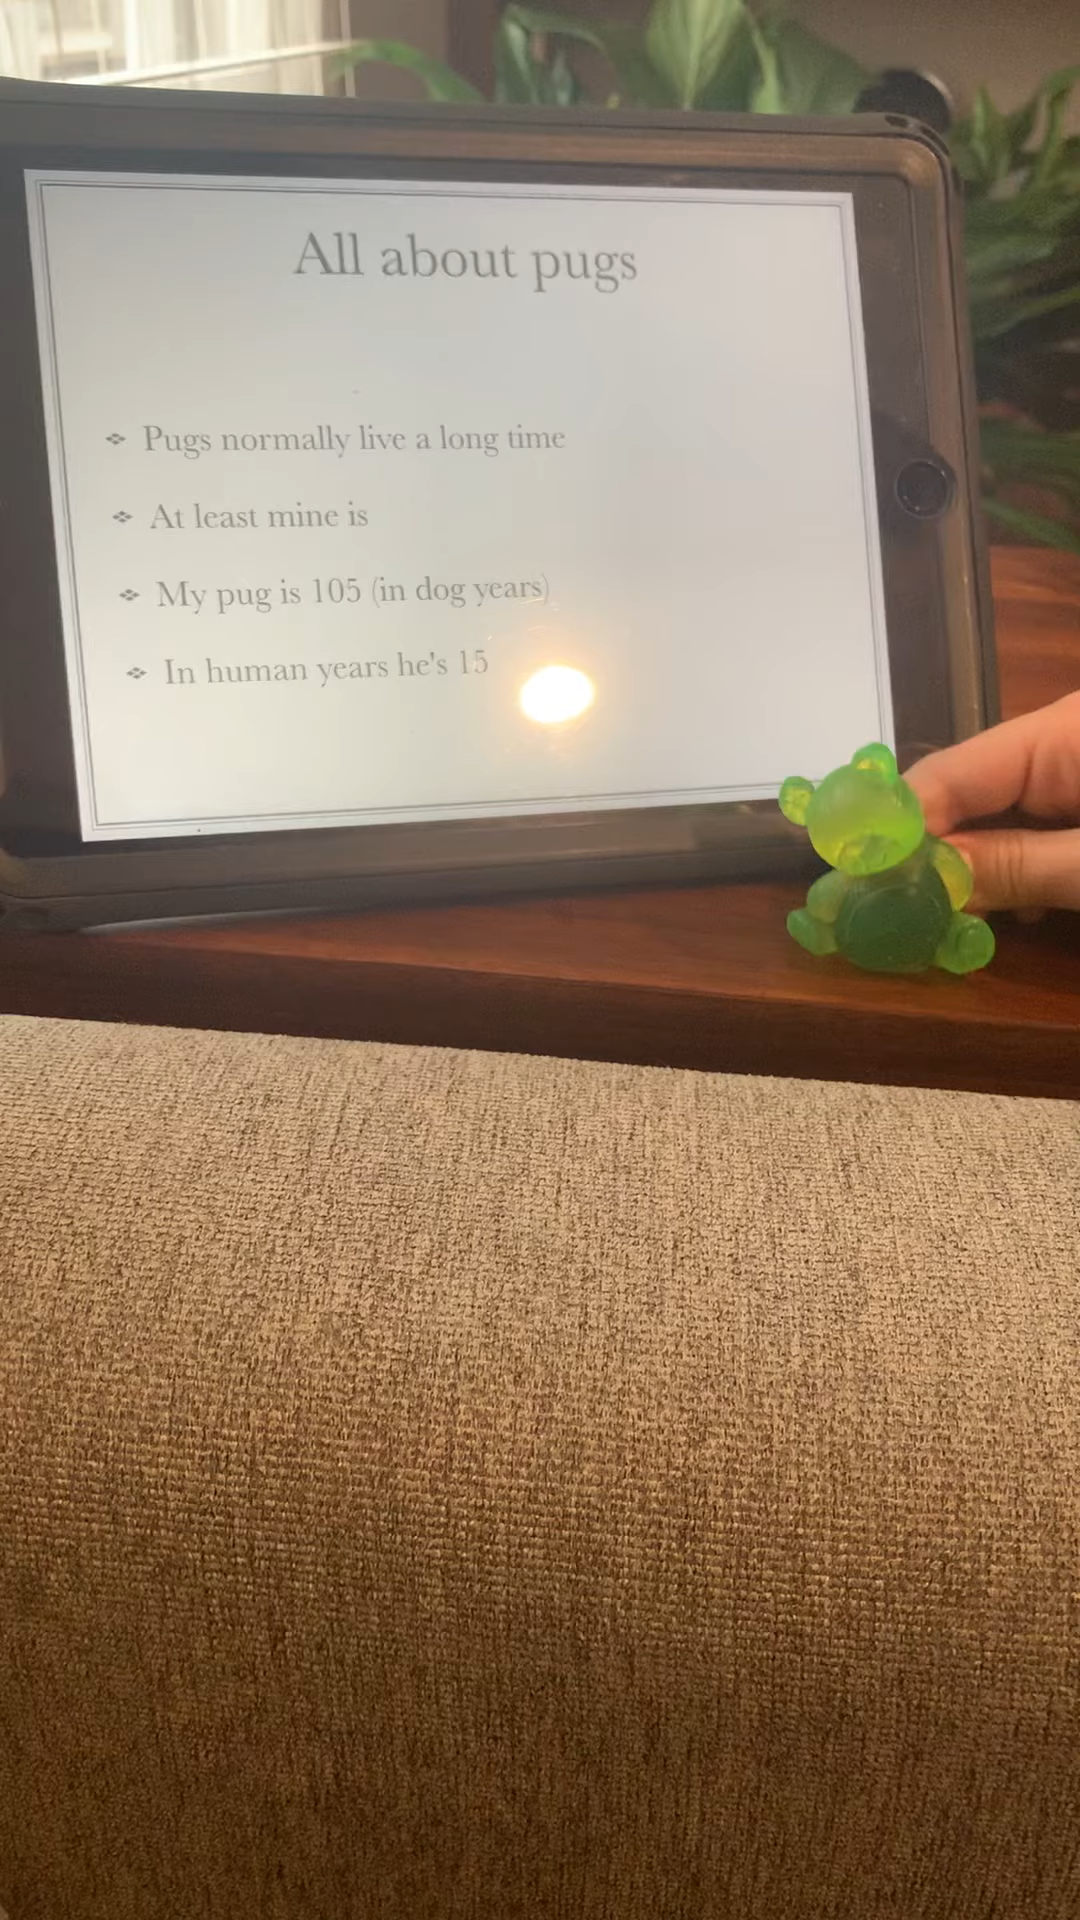 All about pugs
Pugs normally live a long time
At least mine is
My pug is 105 (in dog years)
In human years he's 15